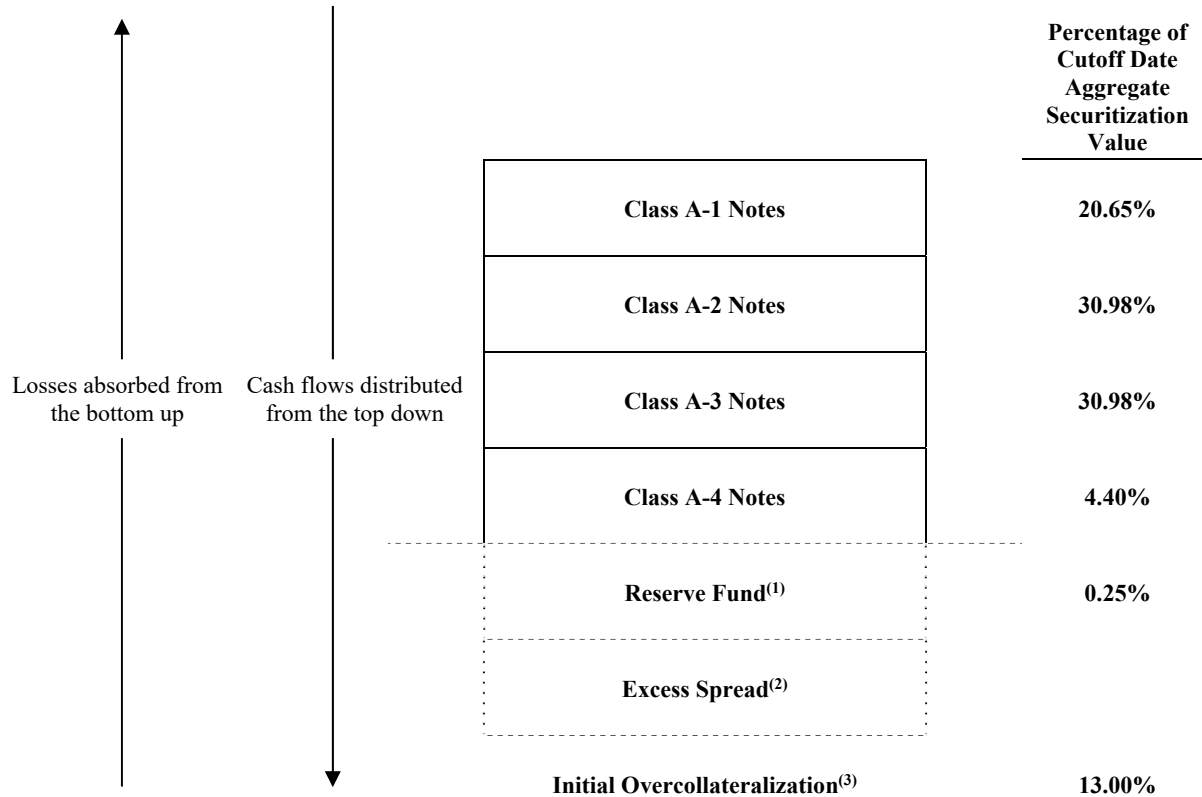 Percentage of
Cutoff Date
Aggregate
Securitization
Value
Class A-1 Notes 20.65%
Class A-2 Notes 30.98%
Losses absorbed from
the bottom up
Cash flows distributed
from the top down
Class A-3 Notes 30.98%
Class A-4 Notes 4.40%
Reserve Fund(1) 0.25%
Excess Spread(2)
Initial Overcollateralization(3) 13.00%